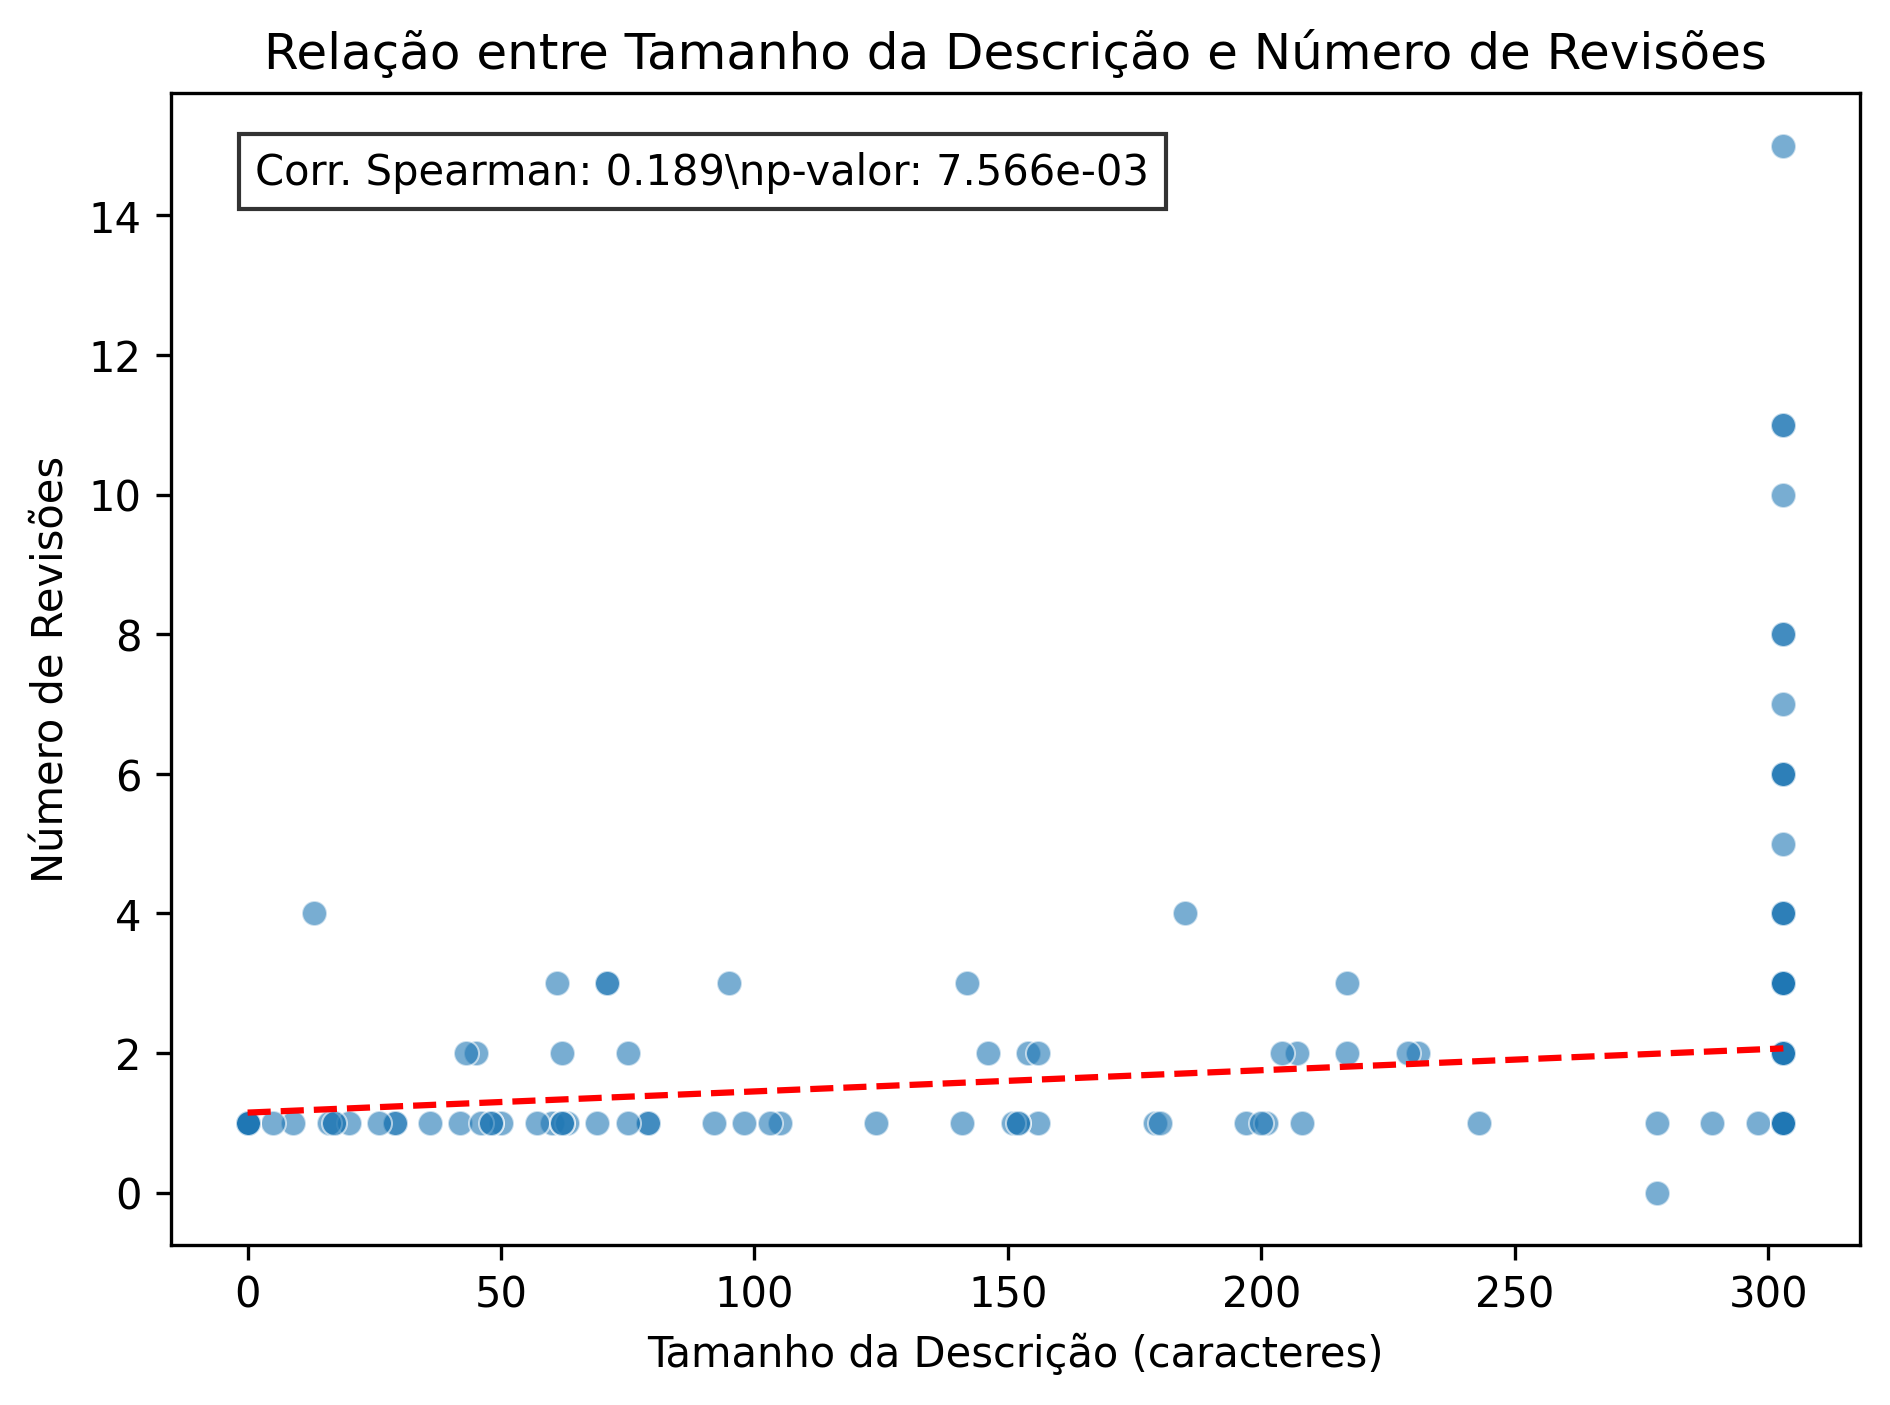 Relação entre Tamanho da Descrição e Número de Revisões
Corr. Spearman: 0.189\np-valor: 7.566e-03
14
12
10
8
6
4
2
0
Número de Revisões
0 50 100 150 200 250 300
Tamanho da Descrição (caracteres)